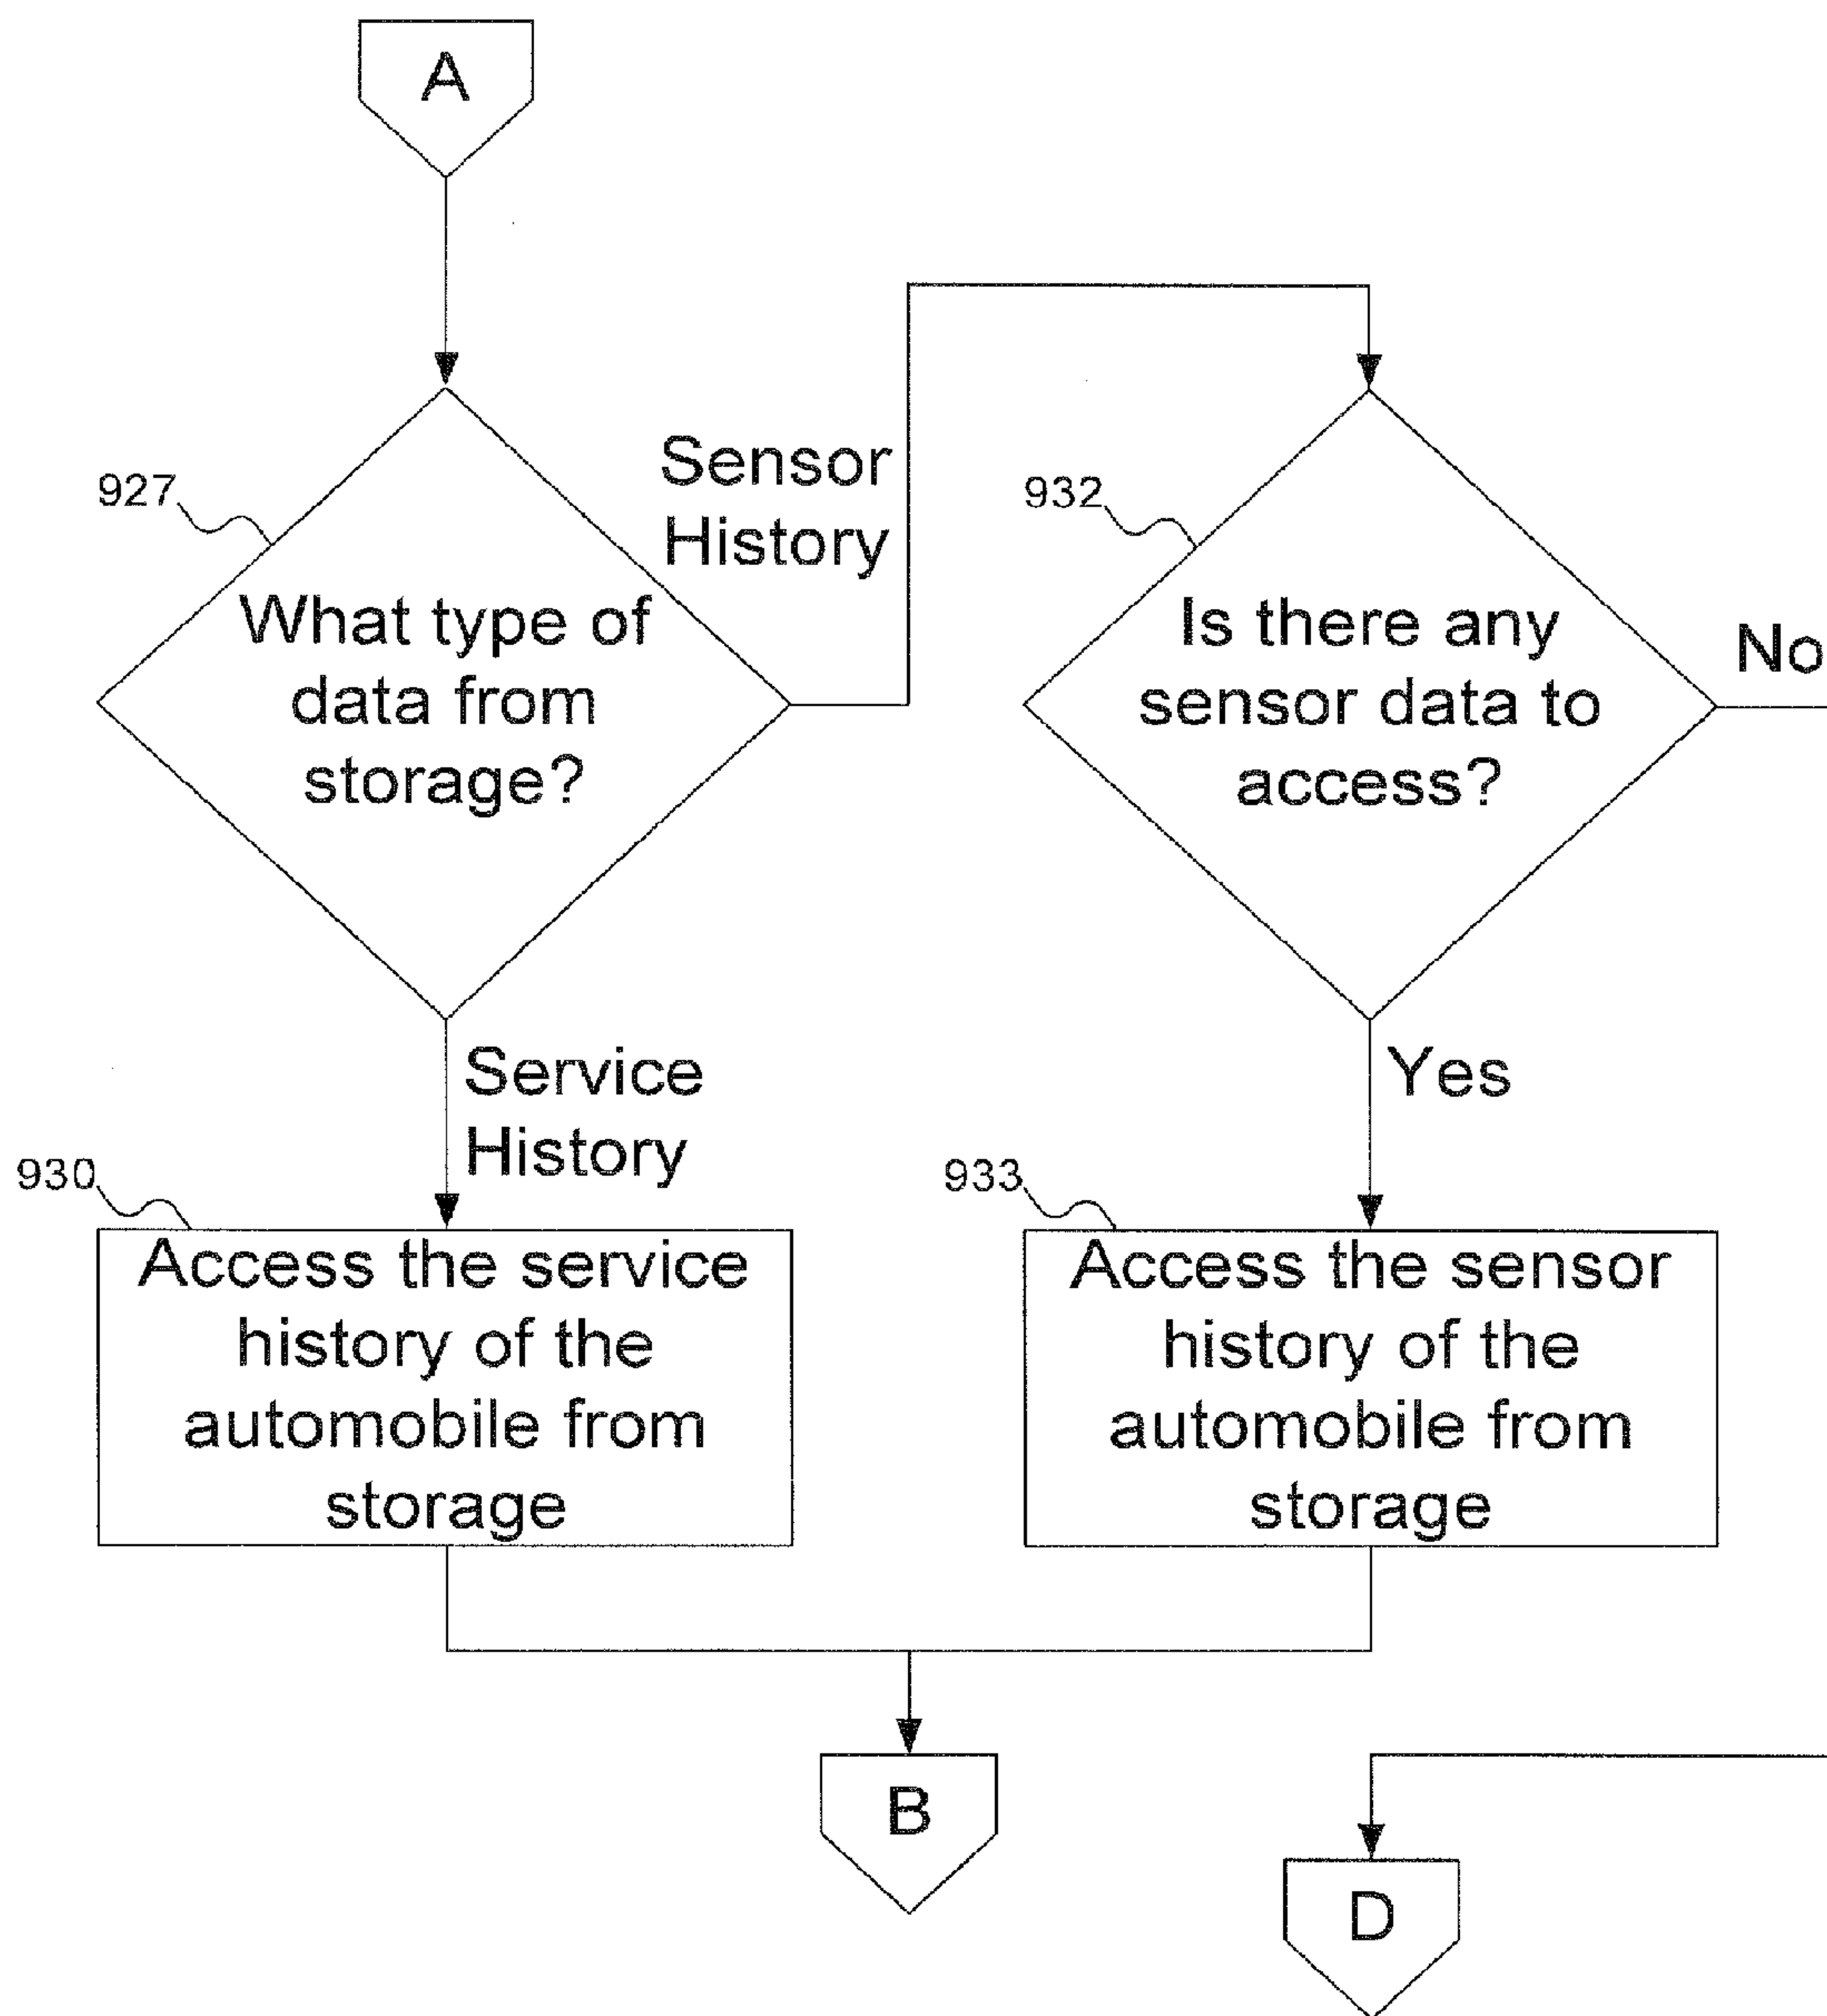 A
927
What type of
data from
storage?
Sensor
History
932
Is there any
sensor data to
access?
No
Service
History
Yes
930
Access the service
history of the
automobile from
storage
933
Access the sensor
history of the
automobile from
storage
B
D